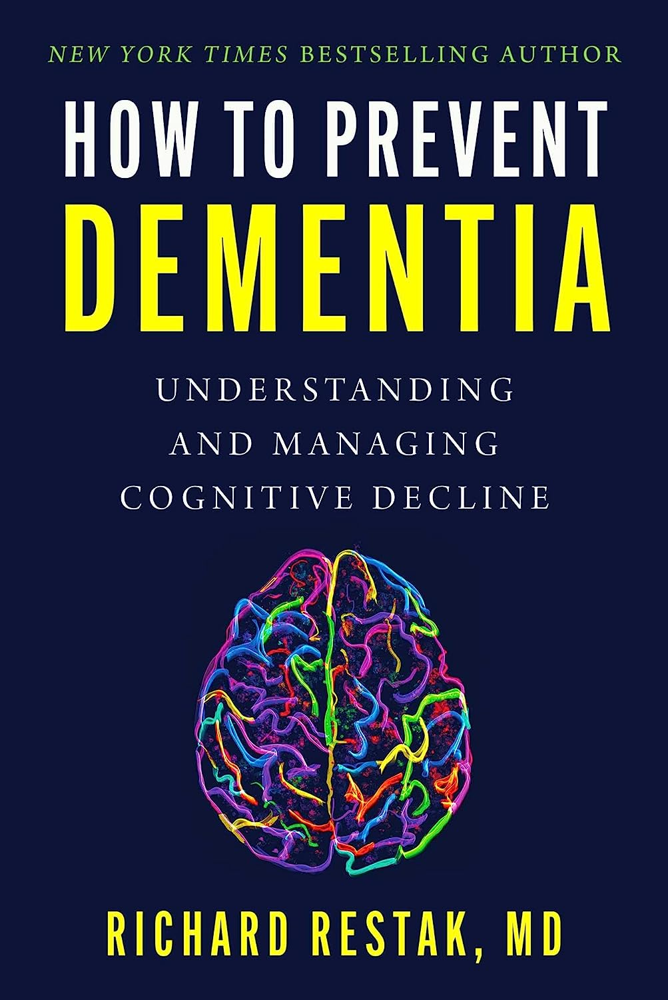 NEW YORK TIMES BESTSELLING AUTHOR
HOW TO PREVENT
DEMENTIA
UNDERSTANDING
AND MANAGING
COGNITIVE DECLINE
RICHARD RESTAK, MD